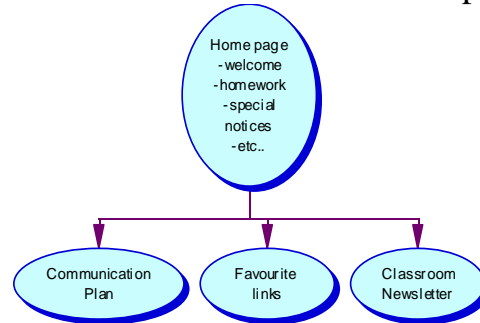 Home page
-welcome
-homework
-special
notices
-etc..
Communication
Plan
Favourite
links
Classroom
Newsletter